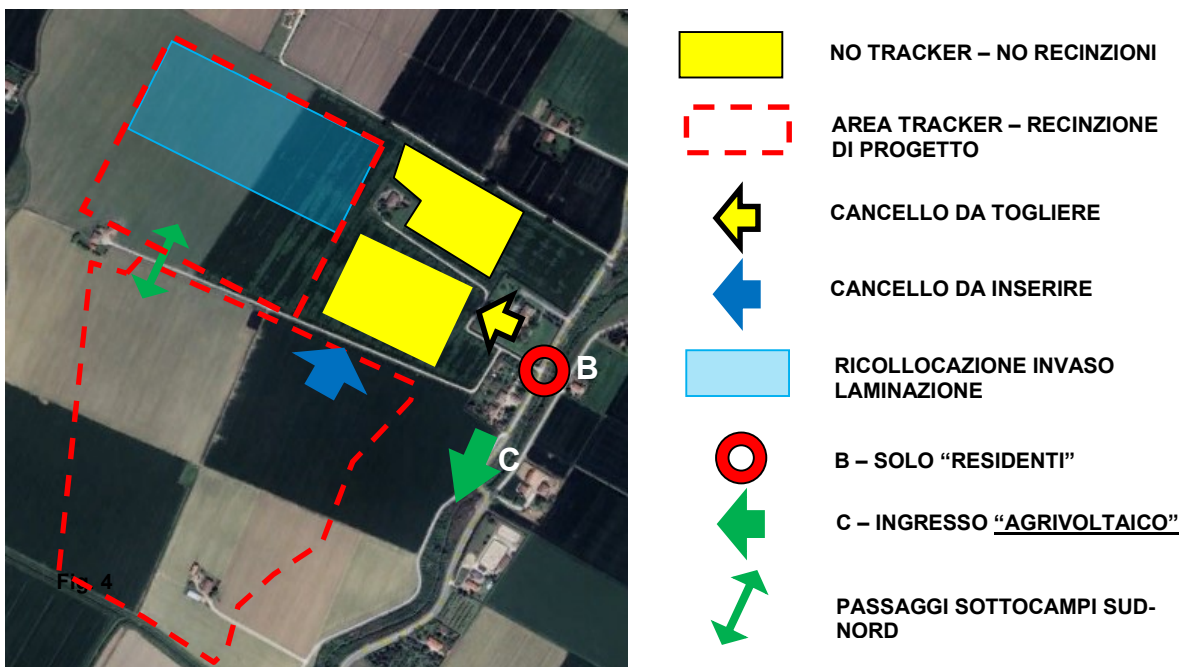 NO TRACKER – NO RECINZIONI
AREA TRACKER – RECINZIONE
DI PROGETTO
CANCELLO DA TOGLIERE
CANCELLO DA INSERIRE
RICOLLOCAZIONE INVASO
LAMINAZIONE
B – SOLO “RESIDENTI”
C – INGRESSO “AGRIVOLTAICO”
PASSAGGI SOTTOCAMPI SUD-
NORD
B
C
Fig. 4